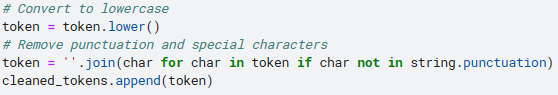 # Convert to lowercase
token = token.lower()
# Remove punctuation and special characters
token = ''.join(char for char in token if char not in string.punctuation)
cleaned_tokens.append(token)